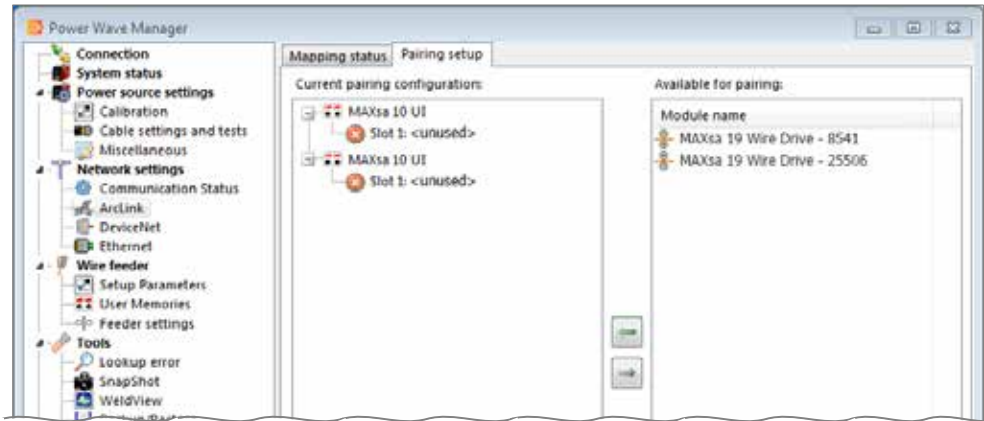 Power Wave Manager
Connection
System status
Power source settings
Calibration
Cable settings and tests
Miscellaneous
Network settings
Communication Status
ArcLink
DeviceNet
Ethernet
Wire feeder
Setup Parameters
User Memories
Feeder settings
Tools
Lookup error
SnapShot
WeldView
Mapping status
Pairing setup
Current pairing configuration:
MAXsa 10 UI
Slot 1: <unused>
MAXsa 10 UI
Slot 1: <unused>
Available for pairing:
Module name
MAXsa 19 Wire Drive - 8541
MAXsa 19 Wire Drive - 25506